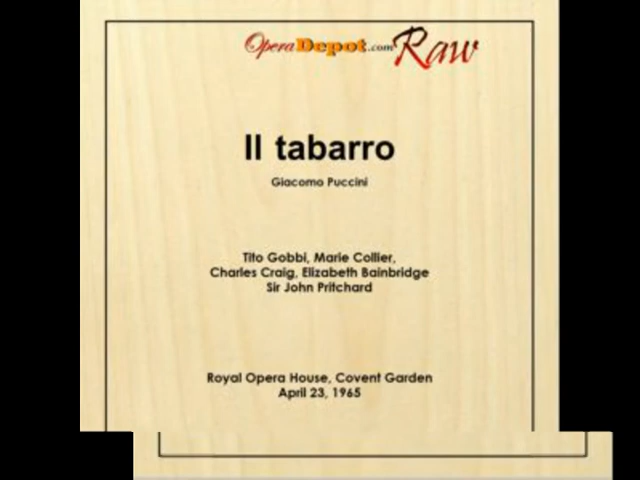 OperaDepot.com Raw
Il tabarro
Giacomo Puccini
Tito Gobbi, Marie Collier,
Charles Craig, Elizabeth Bainbridge
Sir John Pritchard
Royal Opera House, Covent Garden
April 23, 1965